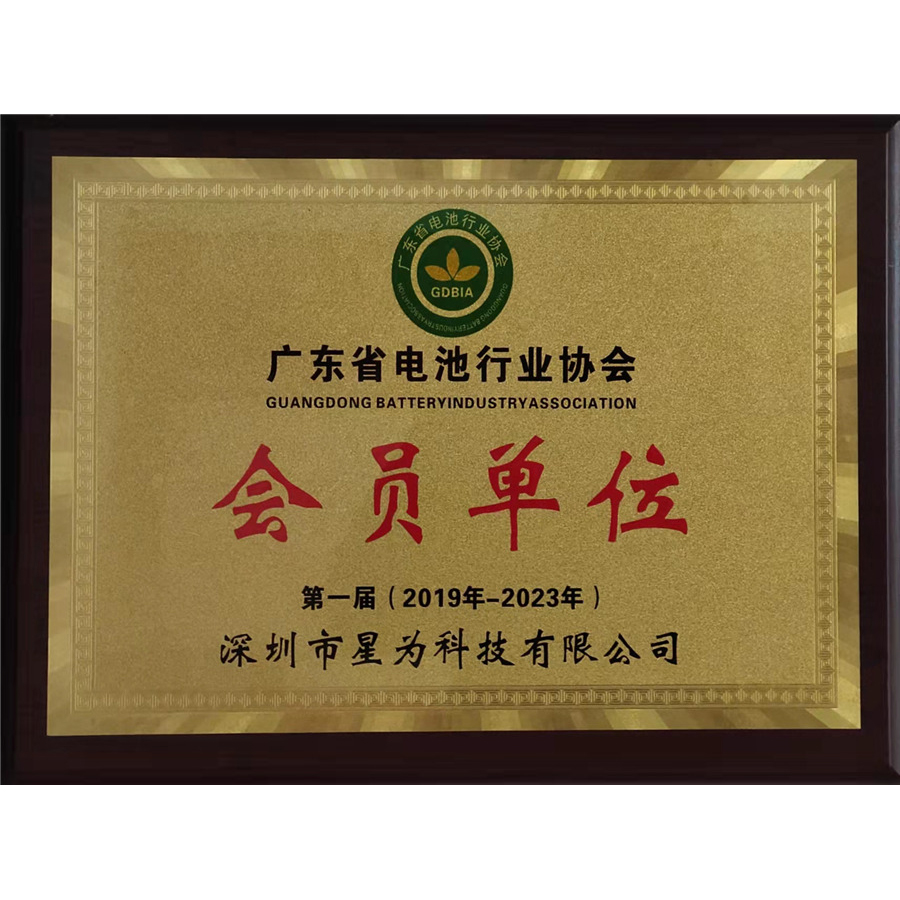 广东省电池行业协会
GDBIA
GUANGDONG BATTERYINDUSTRYASSOCIATION
广东省电池行业协会
GUANGDONG BATTERYINDUSTRYASSOCIATION
会员单位
第一届(2019年-2023年)
深圳市星为科技有限公司